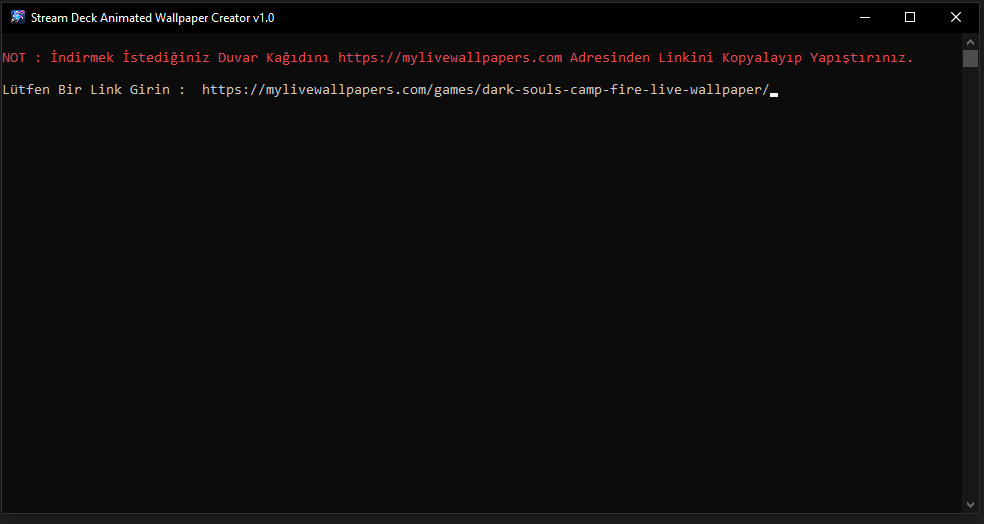 Stream Deck Animated Wallpaper Creator v1.0
NOT : İndirmek İstediğiniz Duvar Kağıdını https://mylivewallpapers.com Adresinden Linkini Kopyalayıp Yapıştırınız.
Lütfen Bir Link Girin : https://mylivewallpapers.com/games/dark-souls-camp-fire-live-wallpaper/